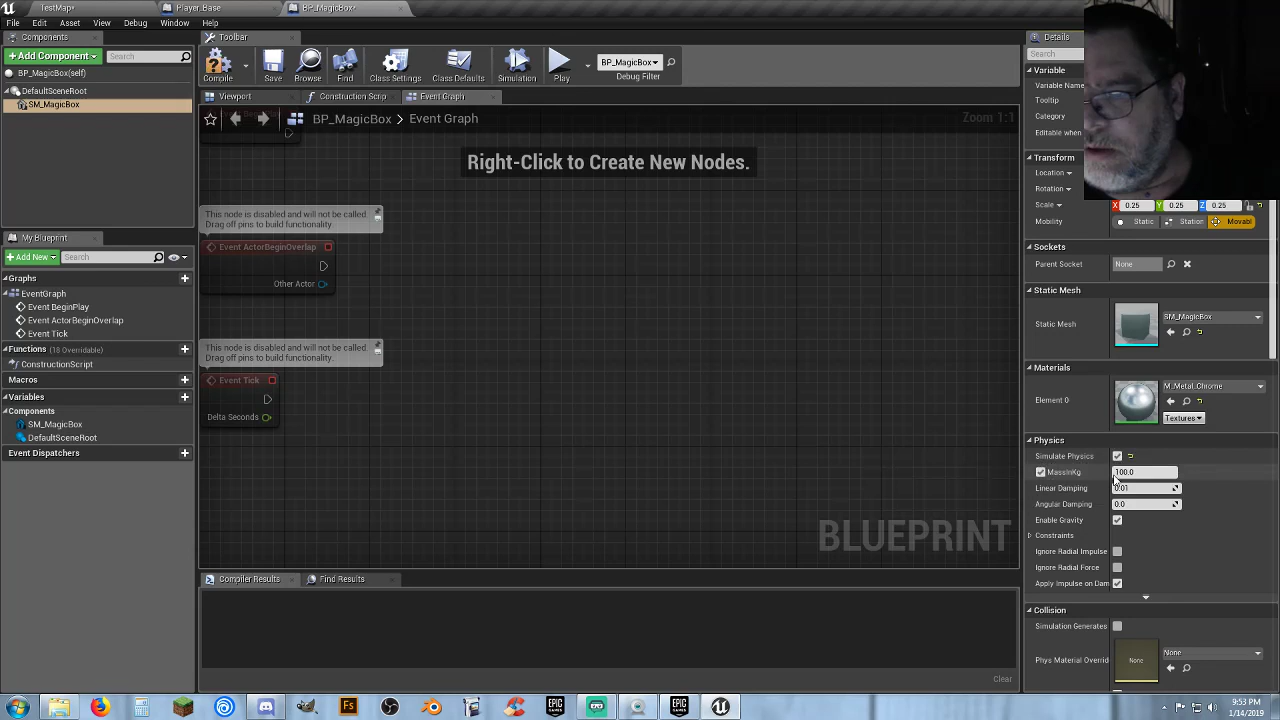 TestMap*
Player_Base
BP_MagicBox*
File Edit Asset View Debug Window Help
Components
Toolbar
Details
Add Component
Search
BP_MagicBox(self)
DefaultSceneRoot
SM_MagicBox
Compile
Save
Browse
Find
Class Settings
Class Defaults
Simulation
Play
BP_MagicBox
Debug Filter
Search
Variable
Variable Name
Tooltip
Category
Editable when
Viewport
Construction Scrip
Event Graph
BP_MagicBox > Event Graph
Zoom 1:1
Right-Click to Create New Nodes.
Transform
Location
Rotation
Scale X 0.25 Y 0.25 Z 0.25
Mobility Static Station Movabl
This node is disabled and will not be called.
Drag off pins to build functionality.
Event ActorBeginOverlap
Other Actor
This node is disabled and will not be called.
Drag off pins to build functionality.
Event Tick
Delta Seconds
BLUEPRINT
My Blueprint
Add New
Search
Graphs
EventGraph
Event BeginPlay
Event ActorBeginOverlap
Event Tick
Functions (18 Overridable)
ConstructionScript
Macros
Variables
Components
SM_MagicBox
DefaultSceneRoot
Event Dispatchers
Sockets
Parent Socket None
Static Mesh
Static Mesh SM_MagicBox
Materials
Element 0 M_Metal_Chrome
Textures
Physics
Simulate Physics
MassInKg 100.0
Linear Damping 0.01
Angular Damping 0.0
Enable Gravity
Constraints
Ignore Radial Impulse
Ignore Radial Force
Apply Impulse on Dam
Collision
Simulation Generates
Phys Material Overrid None None
Compiler Results
Find Results
Clear
Fs
EPIC GAMES
EPIC GAMES
9:53 PM
1/14/2019